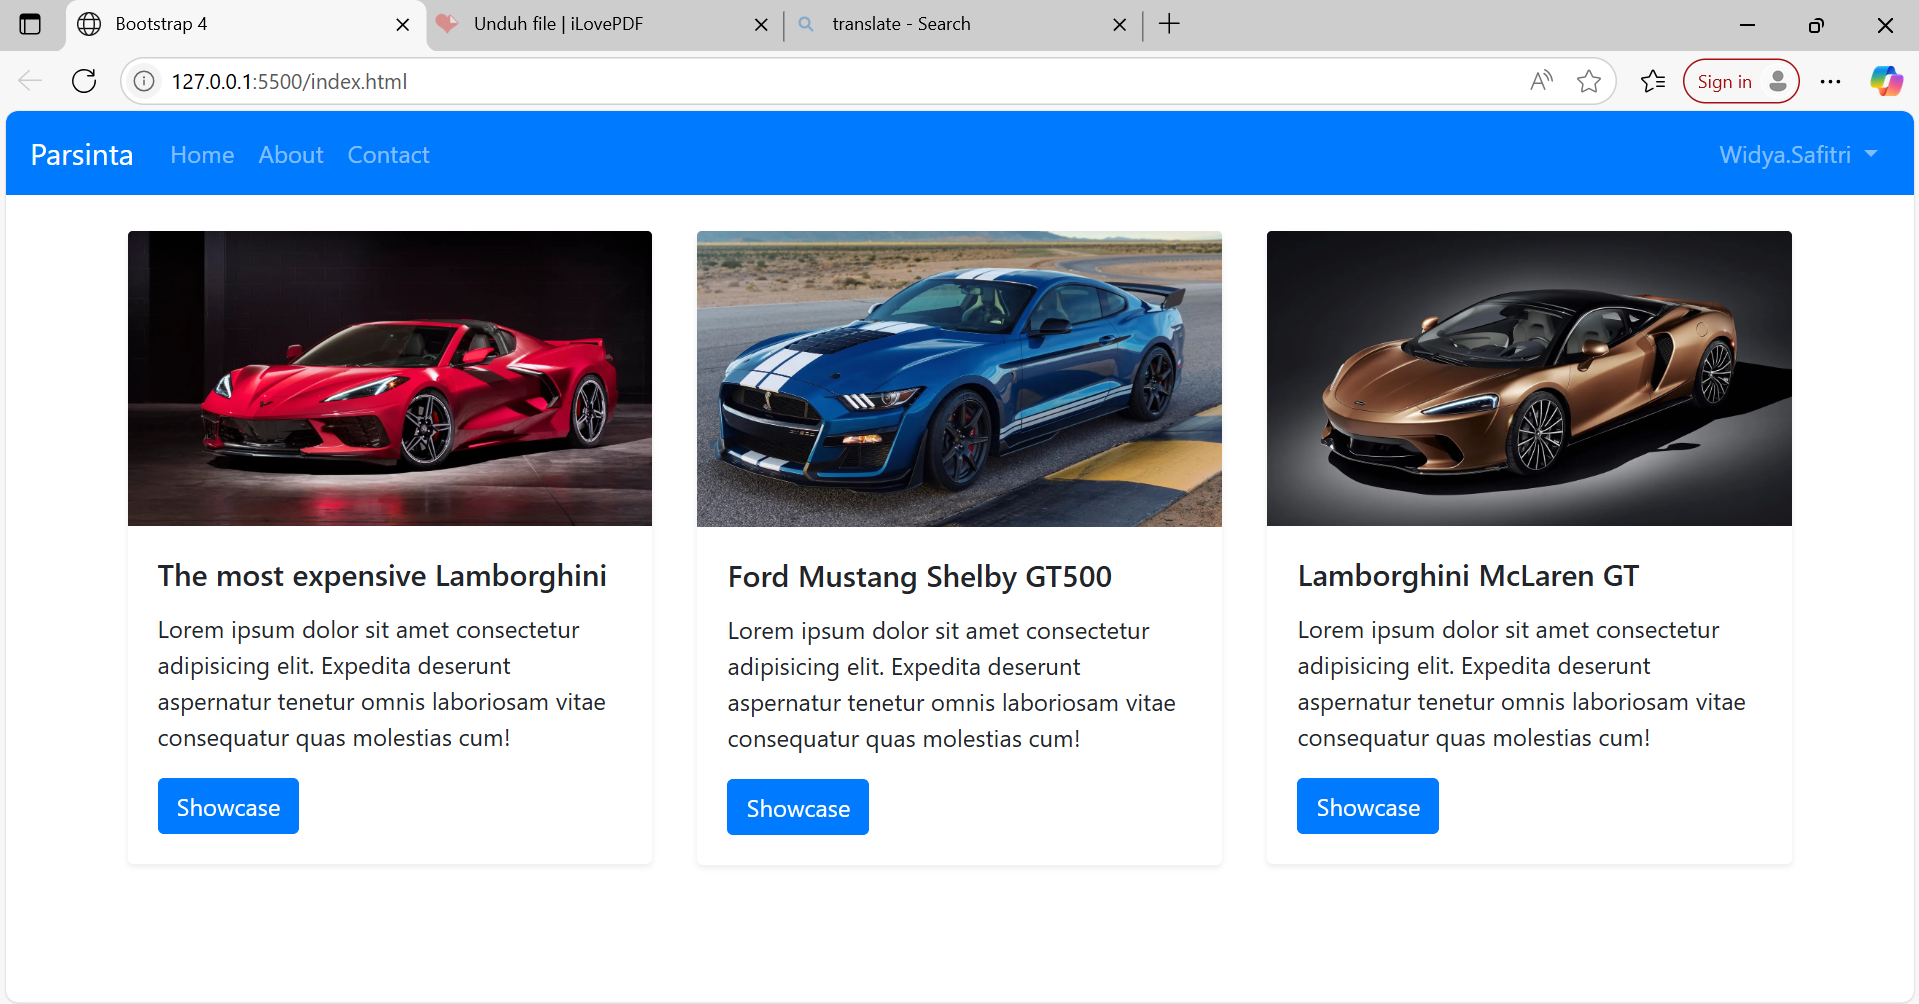 Bootstrap 4
Unduh file | iLovePDF
translate - Search
127.0.0.1:5500/index.html
Sign in
Parsinta
Home
About
Contact
Widya.Safitri
The most expensive Lamborghini
Lorem ipsum dolor sit amet consectetur
adipisicing elit. Expedita deserunt
aspernatur tenetur omnis laboriosam vitae
consequatur quas molestias cum!
Showcase
Ford Mustang Shelby GT500
Lorem ipsum dolor sit amet consectetur
adipisicing elit. Expedita deserunt
aspernatur tenetur omnis laboriosam vitae
consequatur quas molestias cum!
Showcase
Lamborghini McLaren GT
Lorem ipsum dolor sit amet consectetur
adipisicing elit. Expedita deserunt
aspernatur tenetur omnis laboriosam vitae
consequatur quas molestias cum!
Showcase